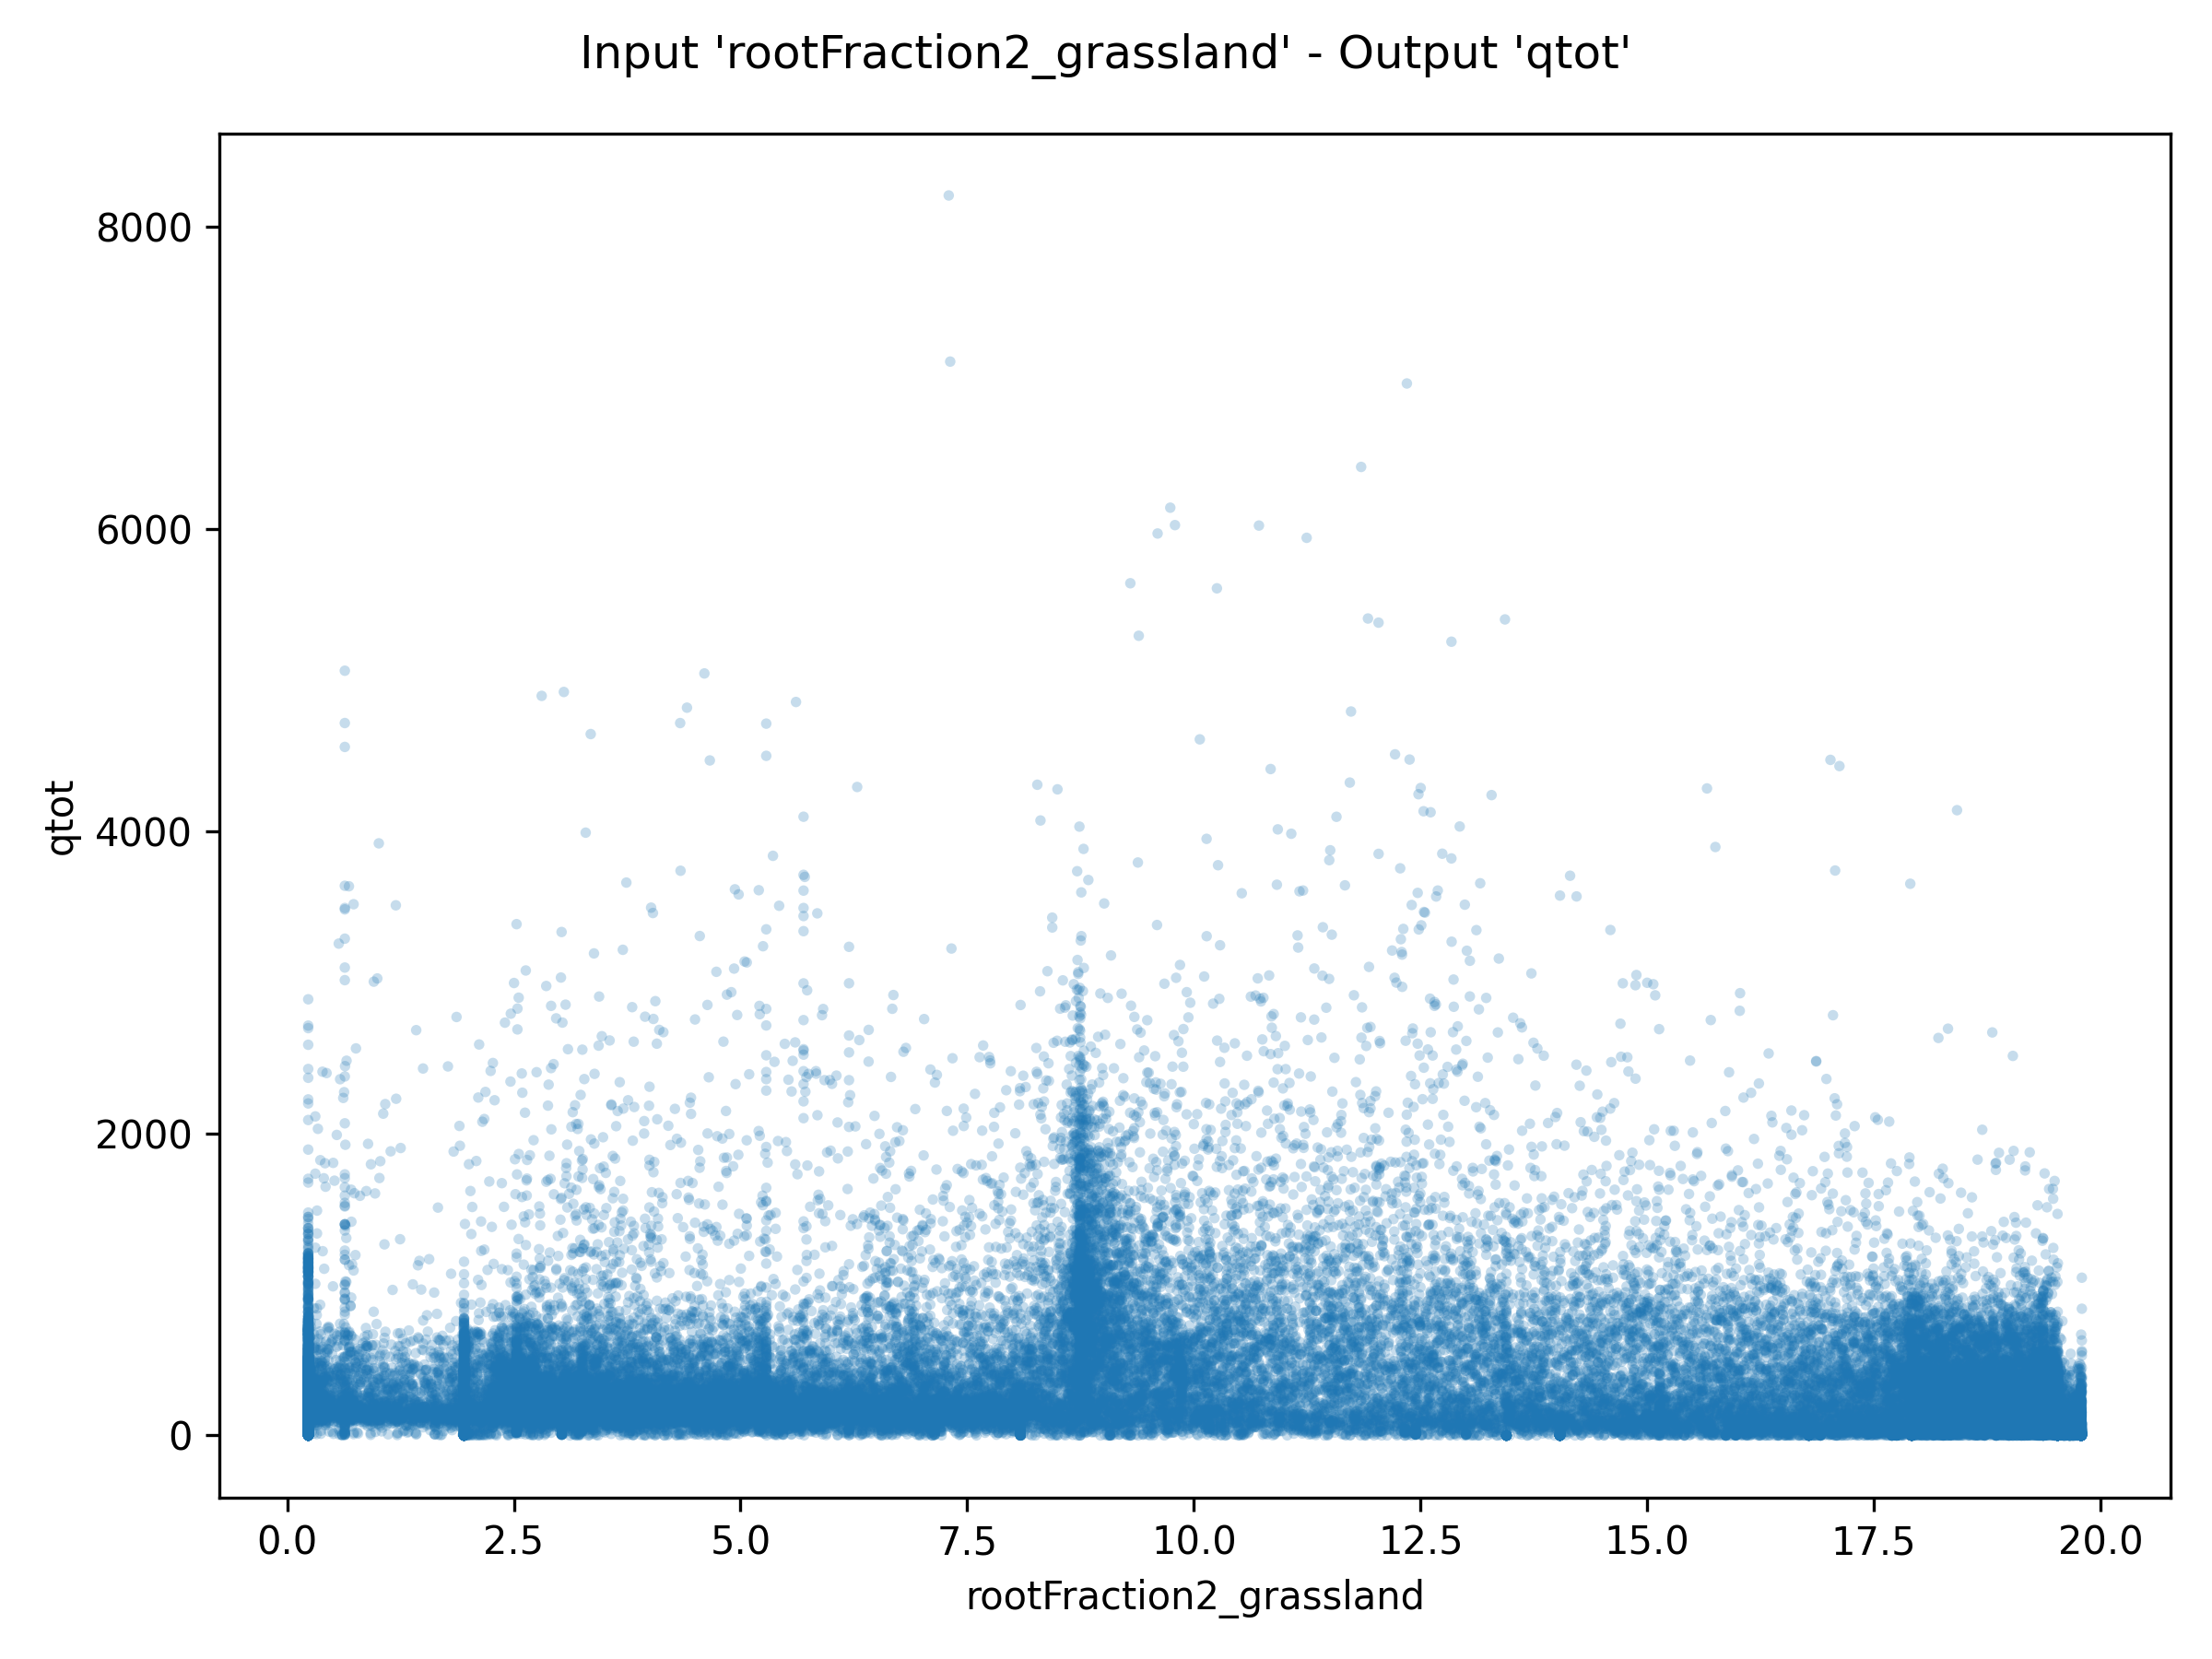 Input 'rootFraction2_grassland' - Output 'qtot'
8000
6000
qtot
4000
2000
0
0.0 2.5 5.0 7.5 10.0 12.5 15.0 17.5 20.0
rootFraction2_grassland